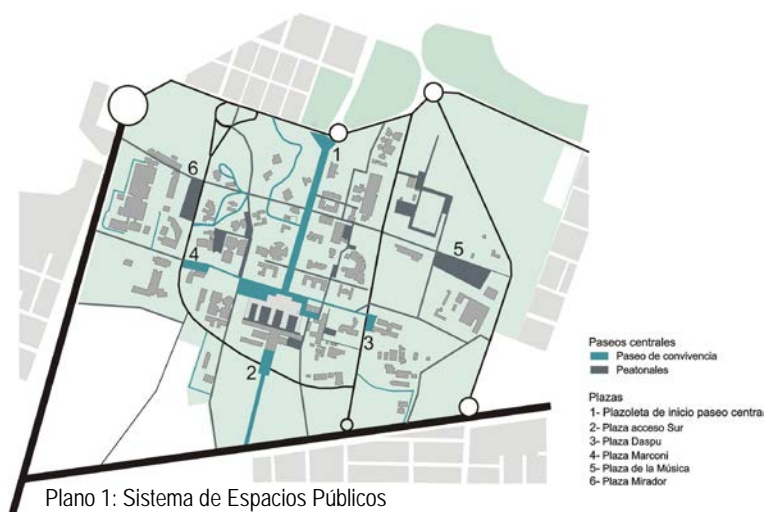 1
6
5
4
3
2
Paseos centrales
Paseo de convivencia
Peatonales
Plazas
1- Plazoleta de inicio paseo centra
2- Plaza acceso Sur
3- Plaza Daspu
4- Plaza Marconi
5- Plaza de la Música
6- Plaza Mirador
Plano 1: Sistema de Espacios Públicos